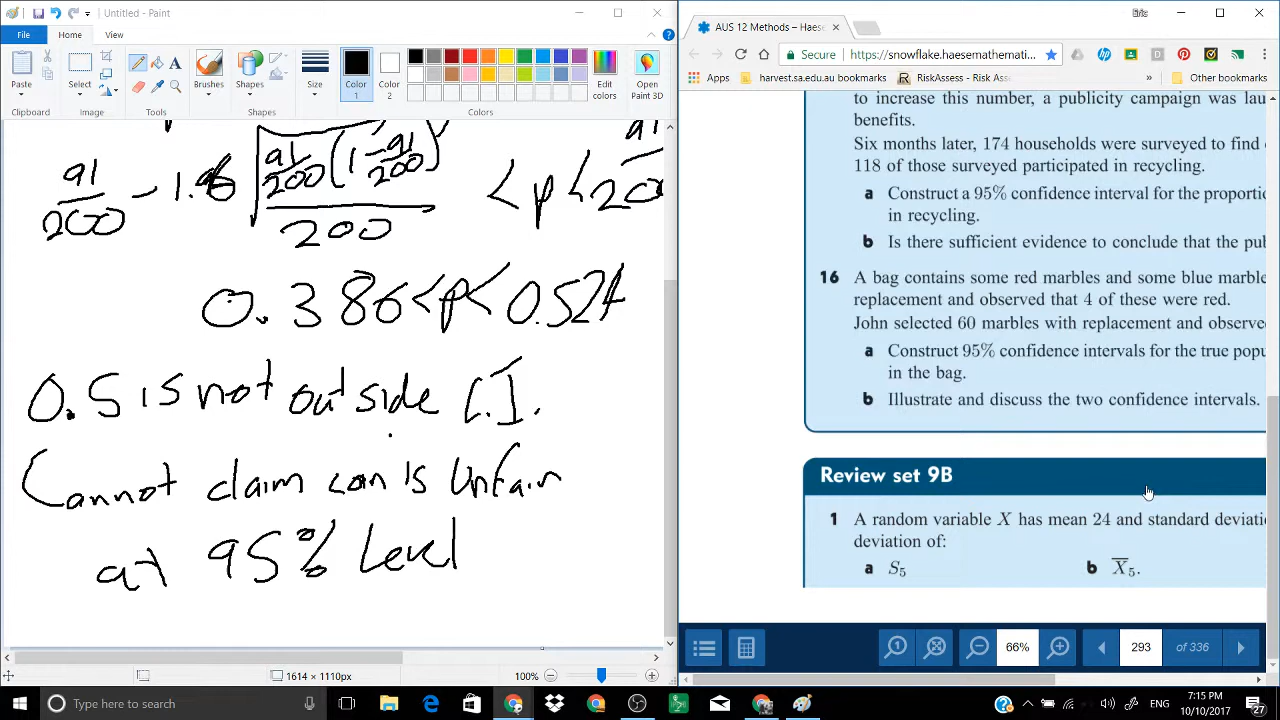 Untitled - Paint
File
Home
View
Paste
Select
Brushes
Shapes
Size
Color 1
Color 2
Edit colors
Open Paint 3D
Clipboard
Image
Tools
Shapes
Colors
91/200 - 1.96 √(91/200 (1 - 91/200) / 200) < p < 91/200
0.386 < p < 0.524
0.5 is not outside C.I.
Cannot claim coin is Unfair
at 95% Level
1614 × 1110px
100%
Eric
AUS 12 Methods – Haese
Secure
https://snowflake.haesemathemati...
Apps
harvest.sa.edu.au bookmarks
RiskAssess - Risk Asse
»
Other bookmarks
to increase this number, a publicity campaign was lau
benefits.
Six months later, 174 households were surveyed to find
118 of those surveyed participated in recycling.
a Construct a 95% confidence interval for the proportio
in recycling.
b Is there sufficient evidence to conclude that the pub
16 A bag contains some red marbles and some blue marble
replacement and observed that 4 of these were red.
John selected 60 marbles with replacement and observe
a Construct 95% confidence intervals for the true popu
in the bag.
b Illustrate and discuss the two confidence intervals.
Review set 9B
1 A random variable X has mean 24 and standard deviati
deviation of:
a S₅ b X̅₅.
66%
293
of 336
Type here to search
ENG
7:15 PM
10/10/2017